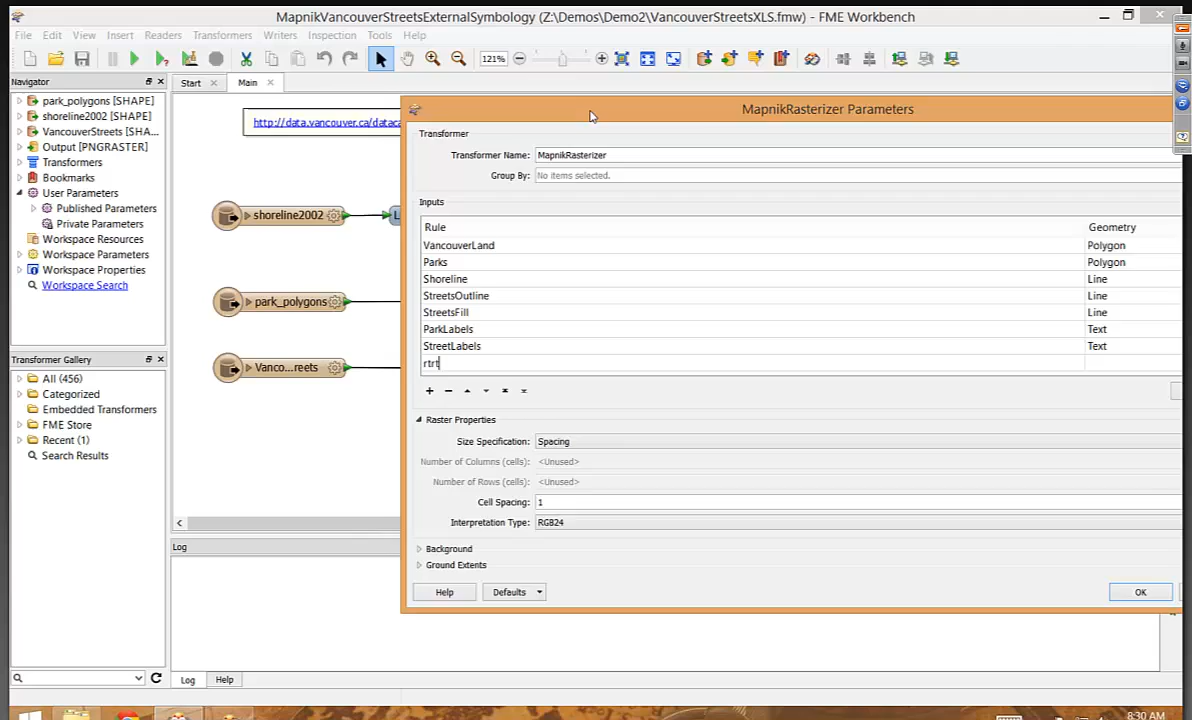 MapnikVancouverStreetsExternalSymbology (Z:\Demos\Demo2\VancouverStreetsXLS.fmw) - FME Workbench
File Edit View Insert Readers Transformers Writers Inspection Tools Help
121%
Navigator
Start
Main
park_polygons [SHAPE]
shoreline2002 [SHAPE]
VancouverStreets [SHA...
Output [PNGRASTER]
Transformers
Bookmarks
User Parameters
Published Parameters
Private Parameters
Workspace Resources
Workspace Parameters
Workspace Properties
Workspace Search
Transformer Gallery
All (456)
Categorized
Embedded Transformers
FME Store
Recent (1)
Search Results
http://data.vancouver.ca/dataca
shoreline2002
L
park_polygons
Vanco...reets
Log
Log
Help
MapnikRasterizer Parameters
Transformer
Transformer Name: MapnikRasterizer
Group By: No items selected.
Inputs
Rule Geometry
VancouverLand Polygon
Parks Polygon
Shoreline Line
StreetsOutline Line
StreetsFill Line
ParkLabels Text
StreetLabels Text
rtrt
Raster Properties
Size Specification: Spacing
Number of Columns (cells): <Unused>
Number of Rows (cells): <Unused>
Cell Spacing: 1
Interpretation Type: RGB24
Background
Ground Extents
Help Defaults OK
8:30 AM